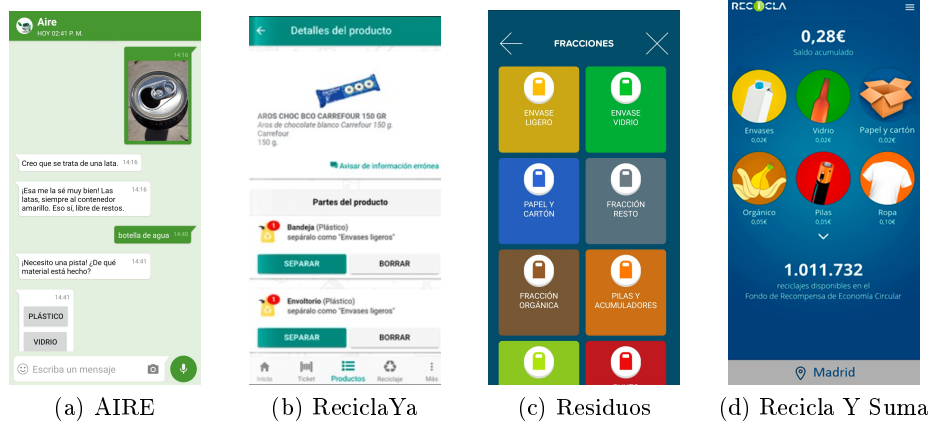 Aire
HOY 02:41 P. M.
14:16
Creo que se trata de una lata. 14:16
¡Esa me la sé muy bien! Las 14:16
latas, siempre al contenedor
amarillo. Eso sí, libre de restos.
botella de agua 14:40
¡Necesito una pista! ¿De qué 14:41
material está hecho?
14:41
PLÁSTICO
VIDRIO
Escriba un mensaje
(a) AIRE
Detalles del producto
AROS CHOC BCO CARREFOUR 150 GR
Aros de chocolate blanco Carrefour 150 g.
Carrefour
150 g.
Avisar de información errónea
Partes del producto
1
Bandeja (Plástico)
sepáralo como "Envases ligeros"
SEPARAR BORRAR
1
Envoltorio (Plástico)
sepáralo como "Envases ligeros"
SEPARAR BORRAR
Inicio Ticket Productos Reciclaje Más
(b) ReciclaYa
FRACCIONES
ENVASE
LIGERO
ENVASE
VIDRIO
PAPEL Y
CARTÓN
FRACCIÓN
RESTO
FRACCIÓN
ORGÁNICA
PILAS Y
ACUMULADORES
(c) Residuos
RECICLA
0,28€
Saldo acumulado
Envases Vidrio Papel y cartón
0,02€ 0,02€ 0,02€
Orgánico Pilas Ropa
0,05€ 0,05€ 0,10€
1.011.732
reciclajes disponibles en el
Fondo de Recompensa de Economía Circular
Madrid
(d) Recicla Y Suma